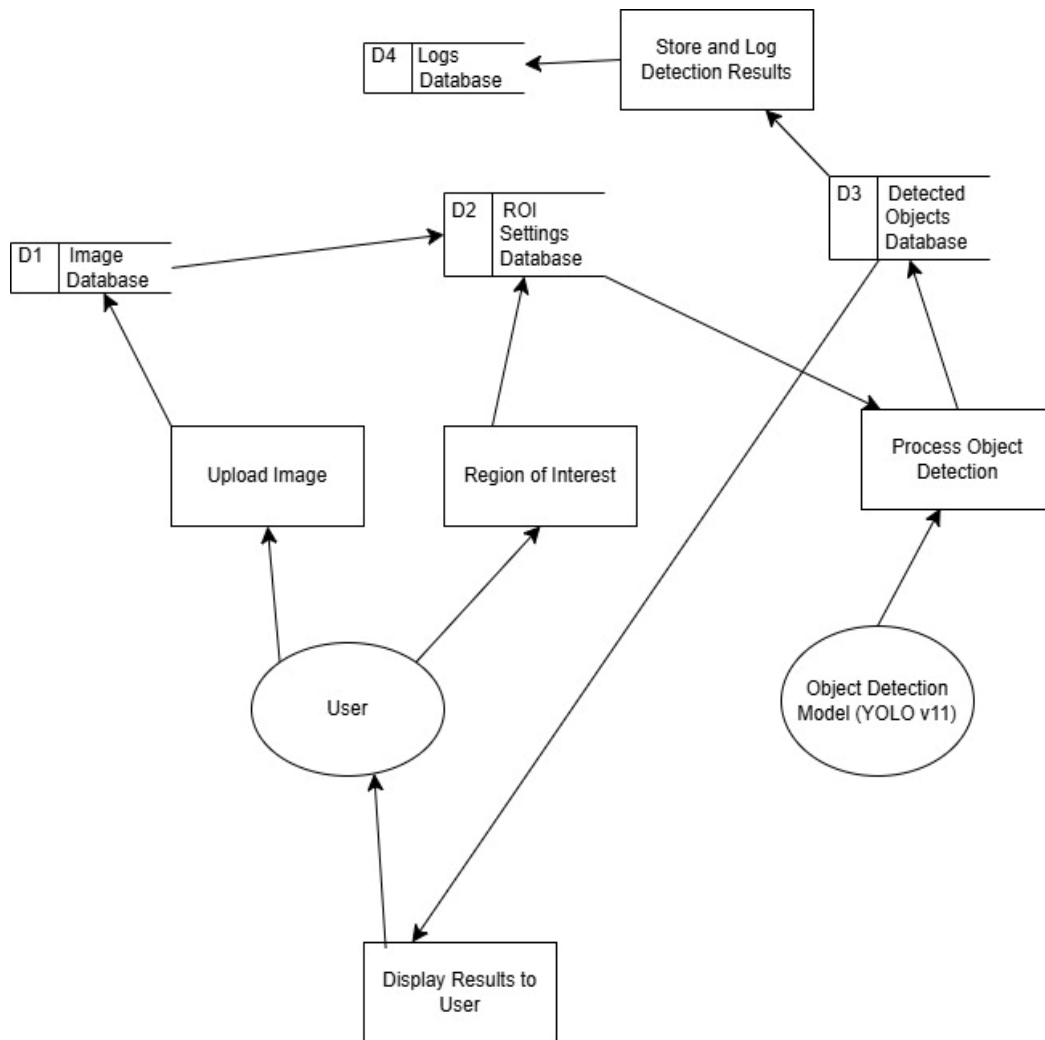 Store and Log
Detection Results
D4 Logs
Database
D3 Detected
Objects
Database
D2 ROI
Settings
Database
D1 Image
Database
Upload Image
Region of Interest
Process Object
Detection
User
Object Detection
Model (YOLO v11)
Display Results to
User